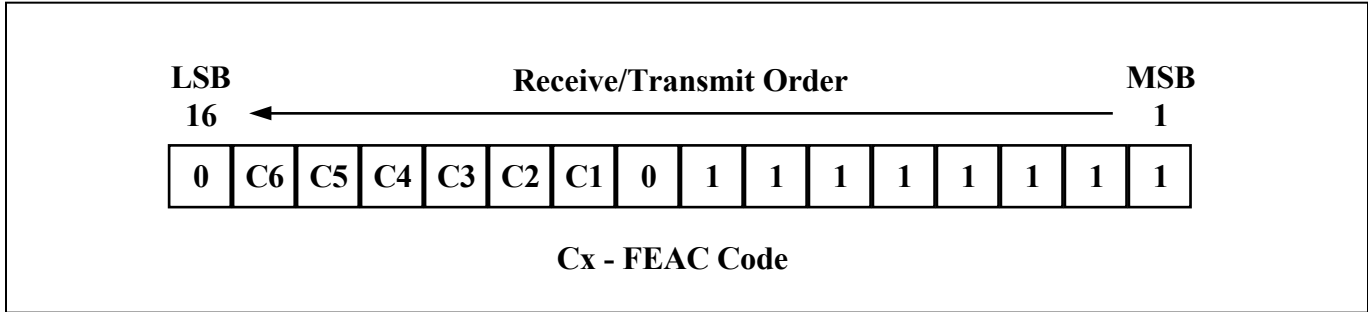 LSB Receive/Transmit Order MSB
16 1
0 C6 C5 C4 C3 C2 C1 0 1 1 1 1 1 1 1 1
Cx - FEAC Code